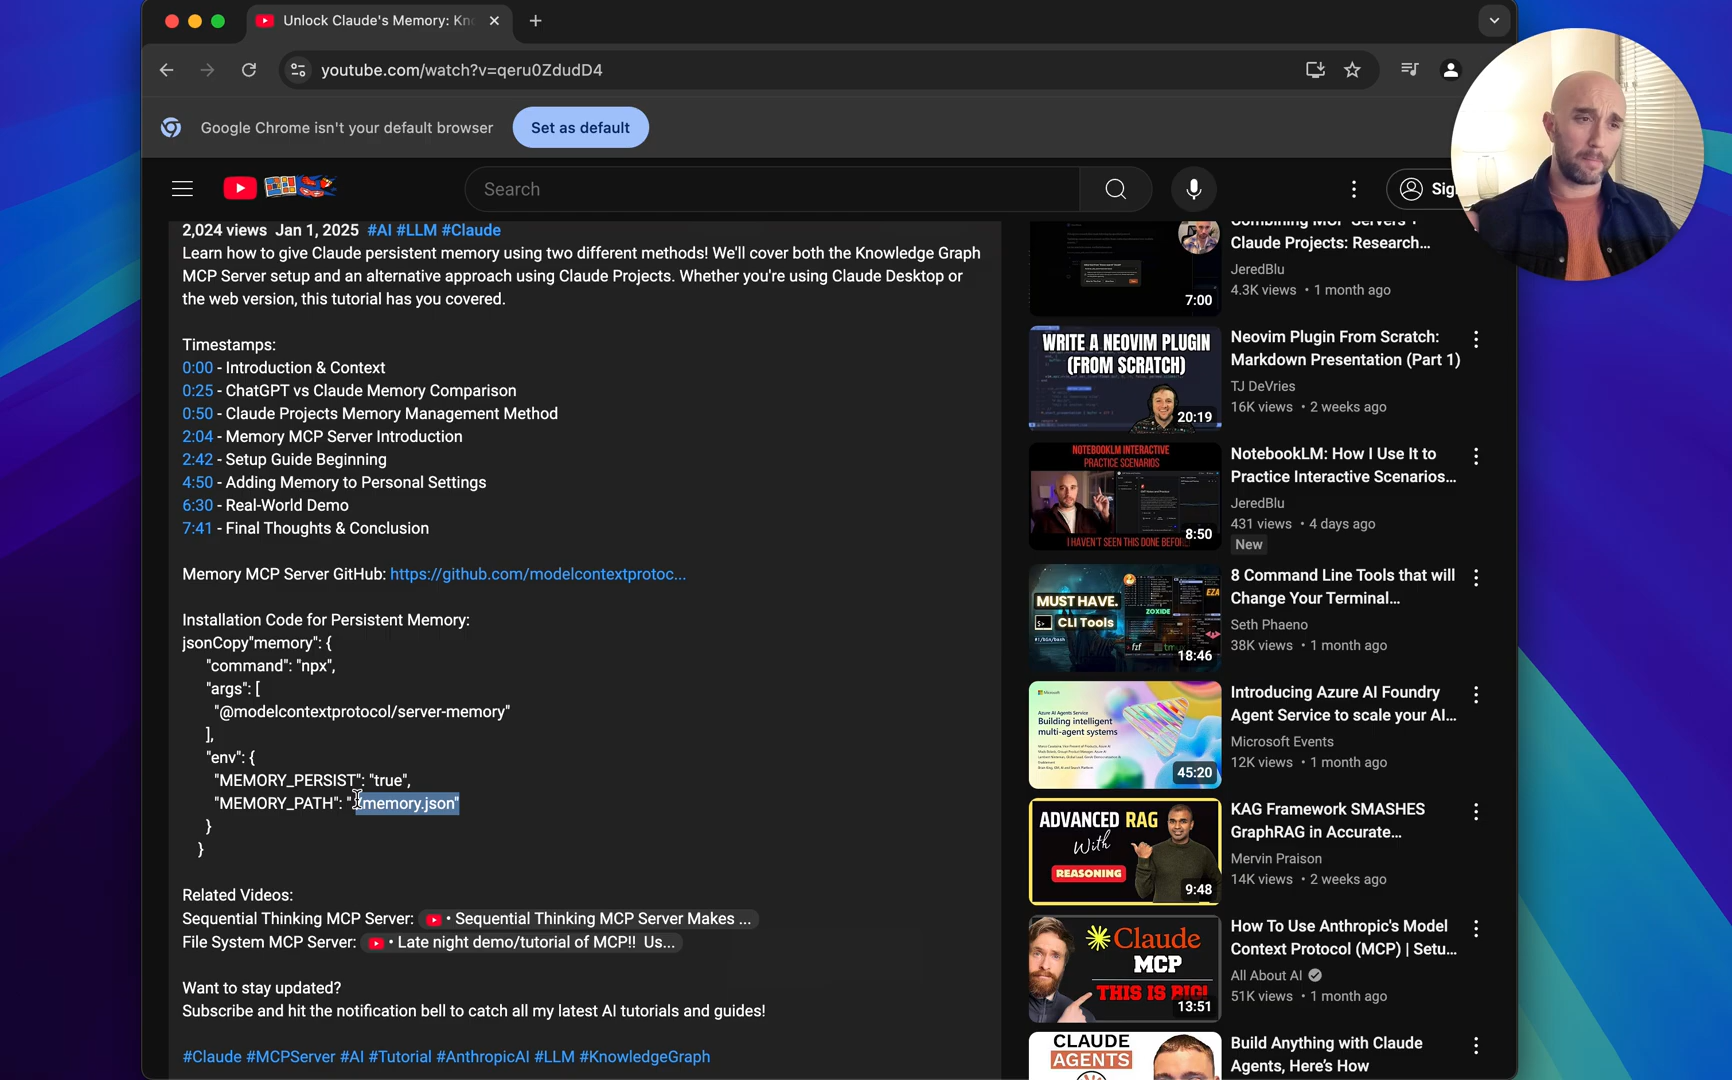 Unlock Claude's Memory: Kn
youtube.com/watch?v=qeru0ZdudD4
Google Chrome isn't your default browser
Set as default
Search
2,024 views Jan 1, 2025 #AI #LLM #Claude
Learn how to give Claude persistent memory using two different methods! We'll cover both the Knowledge Graph
MCP Server setup and an alternative approach using Claude Projects. Whether you're using Claude Desktop or
the web version, this tutorial has you covered.
Timestamps:
0:00 - Introduction & Context
0:25 - ChatGPT vs Claude Memory Comparison
0:50 - Claude Projects Memory Management Method
2:04 - Memory MCP Server Introduction
2:42 - Setup Guide Beginning
4:50 - Adding Memory to Personal Settings
6:30 - Real-World Demo
7:41 - Final Thoughts & Conclusion
Memory MCP Server GitHub: https://github.com/modelcontextprotoc...
Installation Code for Persistent Memory:
jsonCopy"memory": {
"command": "npx",
"args": [
"@modelcontextprotocol/server-memory"
],
"env": {
"MEMORY_PERSIST": "true",
"MEMORY_PATH": "./memory.json"
}
}
Related Videos:
Sequential Thinking MCP Server: • Sequential Thinking MCP Server Makes ...
File System MCP Server: • Late night demo/tutorial of MCP!! Us...
Want to stay updated?
Subscribe and hit the notification bell to catch all my latest AI tutorials and guides!
#Claude #MCPServer #AI #Tutorial #AnthropicAI #LLM #KnowledgeGraph
Combining MCP Servers +
Claude Projects: Research...
JeredBlu
4.3K views • 1 month ago
7:00
WRITE A NEOVIM PLUGIN
(FROM SCRATCH)
20:19
Neovim Plugin From Scratch:
Markdown Presentation (Part 1)
TJ DeVries
16K views • 2 weeks ago
NOTEBOOKLM INTERACTIVE
PRACTICE SCENARIOS
8:50
NotebookLM: How I Use It to
Practice Interactive Scenarios...
JeredBlu
431 views • 4 days ago
New
MUST HAVE.
CLI Tools
EZA
ZOXIDE
fzf
18:46
8 Command Line Tools that will
Change Your Terminal...
Seth Phaeno
38K views • 1 month ago
Microsoft
Azure AI Agents Service
Building intelligent
multi-agent systems
45:20
Introducing Azure AI Foundry
Agent Service to scale your AI...
Microsoft Events
12K views • 1 month ago
ADVANCED RAG
With
REASONING
9:48
KAG Framework SMASHES
GraphRAG in Accurate...
Mervin Praison
14K views • 2 weeks ago
Claude
MCP
THIS IS BIG!
13:51
How To Use Anthropic's Model
Context Protocol (MCP) | Setu...
All About AI
51K views • 1 month ago
CLAUDE
AGENTS
Build Anything with Claude
Agents, Here's How